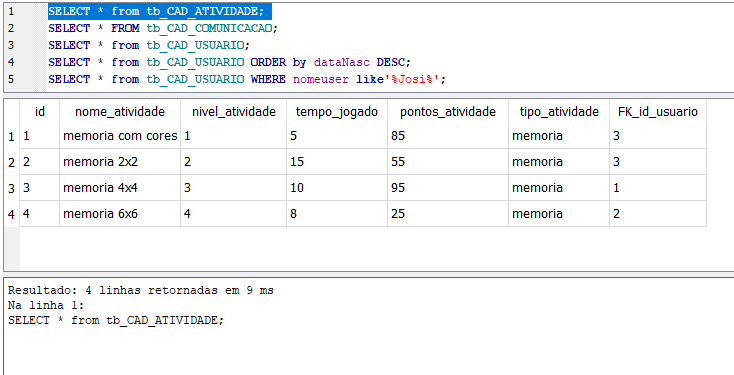 1 SELECT * from tb_CAD_ATIVIDADE;
2 SELECT * FROM tb_CAD_COMUNICACAO;
3 SELECT * from tb_CAD_USUARIO;
4 SELECT * from tb_CAD_USUARIO ORDER by dataNasc DESC;
5 SELECT * from tb_CAD_USUARIO WHERE nomeuser like'%Josi%';
id nome_atividade nivel_atividade tempo_jogado pontos_atividade tipo_atividade FK_id_usuario
1 1 memoria com cores 1 5 85 memoria 3
2 2 memoria 2x2 2 15 55 memoria 3
3 3 memoria 4x4 3 10 95 memoria 1
4 4 memoria 6x6 4 8 25 memoria 2
Resultado: 4 linhas retornadas em 9 ms
Na linha 1:
SELECT * from tb_CAD_ATIVIDADE;